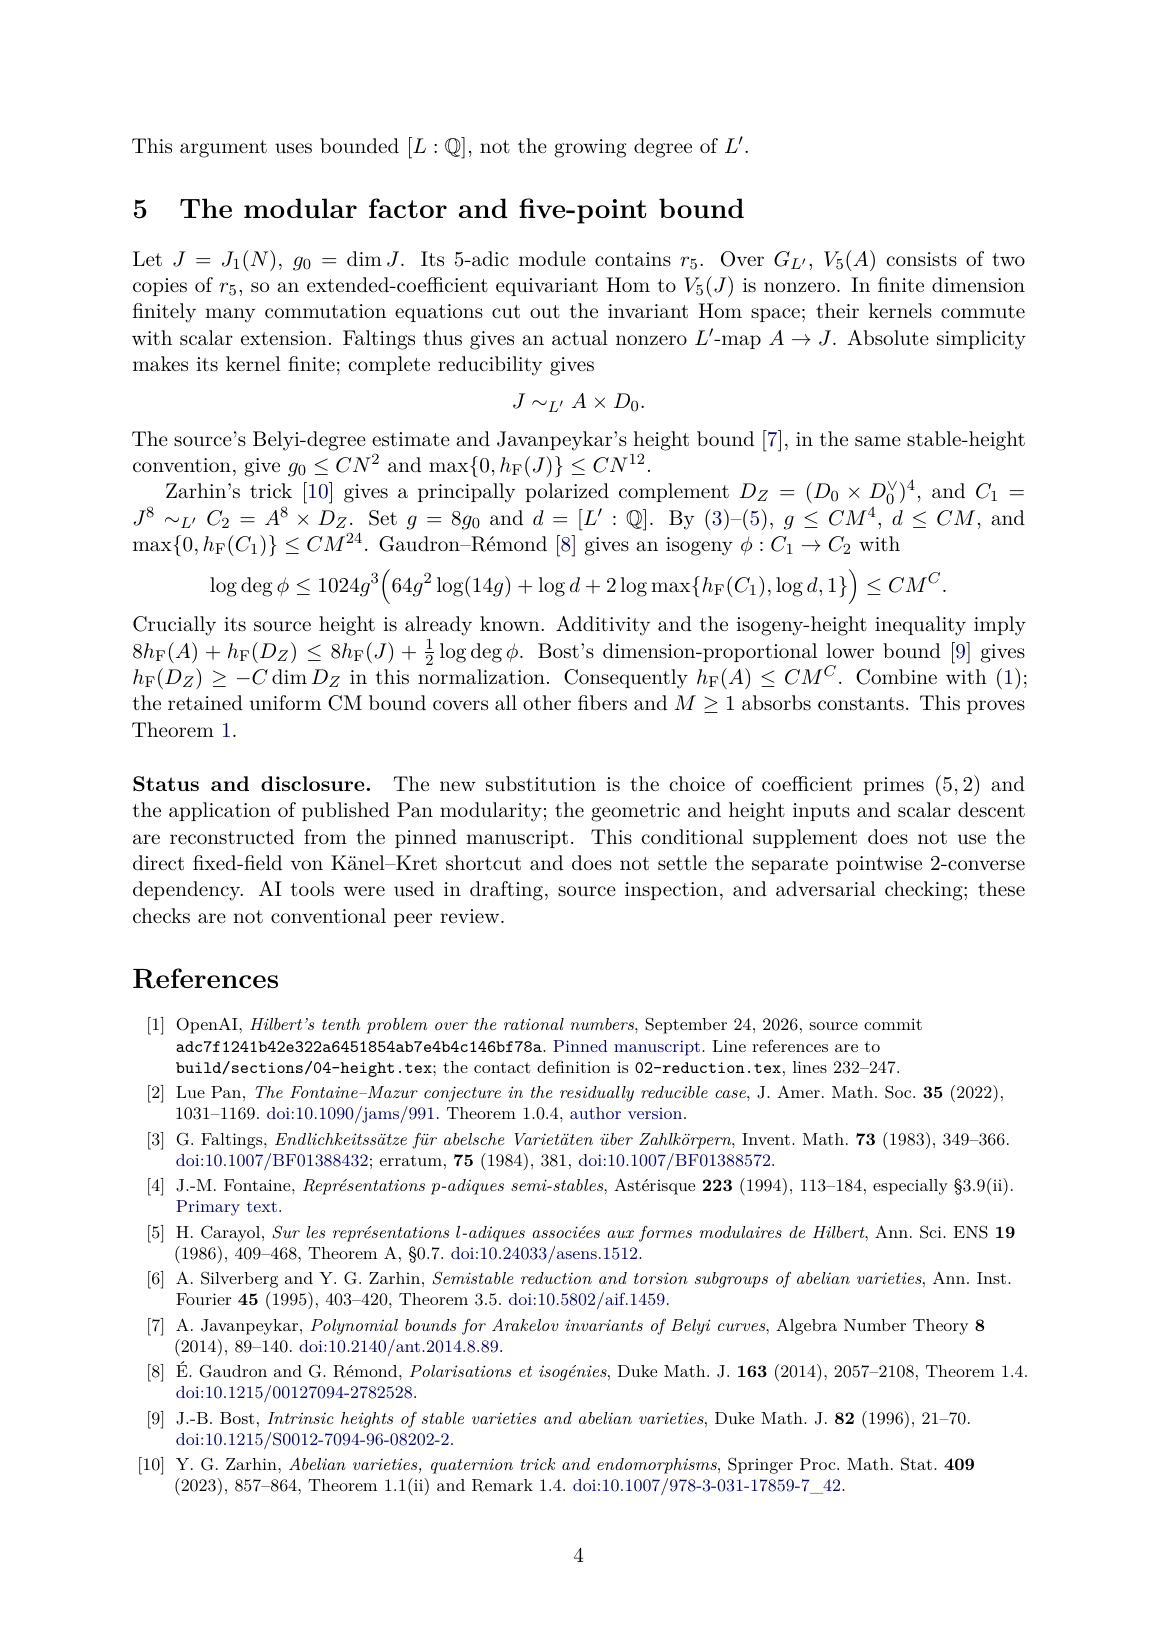 This argument uses bounded [L : ℚ], not the growing degree of L′.
5 The modular factor and five-point bound
Let J = J₁(N), g₀ = dim J. Its 5-adic module contains r₅. Over G_{L′}, V₅(A) consists of two
copies of r₅, so an extended-coefficient equivariant Hom to V₅(J) is nonzero. In finite dimension
finitely many commutation equations cut out the invariant Hom space; their kernels commute
with scalar extension. Faltings thus gives an actual nonzero L′-map A → J. Absolute simplicity
makes its kernel finite; complete reducibility gives
J ∼_{L′} A × D₀.
The source's Belyi-degree estimate and Javanpeykar's height bound [7], in the same stable-height
convention, give g₀ ≤ CN² and max{0, h_F(J)} ≤ CN¹².
Zarhin's trick [10] gives a principally polarized complement D_Z = (D₀ × D₀^∨)⁴, and C₁ =
J⁸ ∼_{L′} C₂ = A⁸ × D_Z. Set g = 8g₀ and d = [L′ : ℚ]. By (3)–(5), g ≤ CM⁴, d ≤ CM, and
max{0, h_F(C₁)} ≤ CM²⁴. Gaudron–Rémond [8] gives an isogeny ϕ : C₁ → C₂ with
log deg ϕ ≤ 1024g³(64g² log(14g) + log d + 2 log max{h_F(C₁), log d, 1}) ≤ CM^C.
Crucially its source height is already known. Additivity and the isogeny-height inequality imply
8h_F(A) + h_F(D_Z) ≤ 8h_F(J) + ½ log deg ϕ. Bost's dimension-proportional lower bound [9] gives
h_F(D_Z) ≥ −C dim D_Z in this normalization. Consequently h_F(A) ≤ CM^C. Combine with (1);
the retained uniform CM bound covers all other fibers and M ≥ 1 absorbs constants. This proves
Theorem 1.
Status and disclosure. The new substitution is the choice of coefficient primes (5, 2) and
the application of published Pan modularity; the geometric and height inputs and scalar descent
are reconstructed from the pinned manuscript. This conditional supplement does not use the
direct fixed-field von Känel–Kret shortcut and does not settle the separate pointwise 2-converse
dependency. AI tools were used in drafting, source inspection, and adversarial checking; these
checks are not conventional peer review.
References
[1] OpenAI, Hilbert's tenth problem over the rational numbers, September 24, 2026, source commit
adc7f1241b42e322a6451854ab7e4b4c146bf78a. Pinned manuscript. Line references are to
build/sections/04-height.tex; the contact definition is 02-reduction.tex, lines 232–247.
[2] Lue Pan, The Fontaine–Mazur conjecture in the residually reducible case, J. Amer. Math. Soc. 35 (2022),
1031–1169. doi:10.1090/jams/991. Theorem 1.0.4, author version.
[3] G. Faltings, Endlichkeitssätze für abelsche Varietäten über Zahlkörpern, Invent. Math. 73 (1983), 349–366.
doi:10.1007/BF01388432; erratum, 75 (1984), 381, doi:10.1007/BF01388572.
[4] J.-M. Fontaine, Représentations p-adiques semi-stables, Astérisque 223 (1994), 113–184, especially §3.9(ii).
Primary text.
[5] H. Carayol, Sur les représentations l-adiques associées aux formes modulaires de Hilbert, Ann. Sci. ENS 19
(1986), 409–468, Theorem A, §0.7. doi:10.24033/asens.1512.
[6] A. Silverberg and Y. G. Zarhin, Semistable reduction and torsion subgroups of abelian varieties, Ann. Inst.
Fourier 45 (1995), 403–420, Theorem 3.5. doi:10.5802/aif.1459.
[7] A. Javanpeykar, Polynomial bounds for Arakelov invariants of Belyi curves, Algebra Number Theory 8
(2014), 89–140. doi:10.2140/ant.2014.8.89.
[8] É. Gaudron and G. Rémond, Polarisations et isogénies, Duke Math. J. 163 (2014), 2057–2108, Theorem 1.4.
doi:10.1215/00127094-2782528.
[9] J.-B. Bost, Intrinsic heights of stable varieties and abelian varieties, Duke Math. J. 82 (1996), 21–70.
doi:10.1215/S0012-7094-96-08202-2.
[10] Y. G. Zarhin, Abelian varieties, quaternion trick and endomorphisms, Springer Proc. Math. Stat. 409
(2023), 857–864, Theorem 1.1(ii) and Remark 1.4. doi:10.1007/978-3-031-17859-7_42.
4